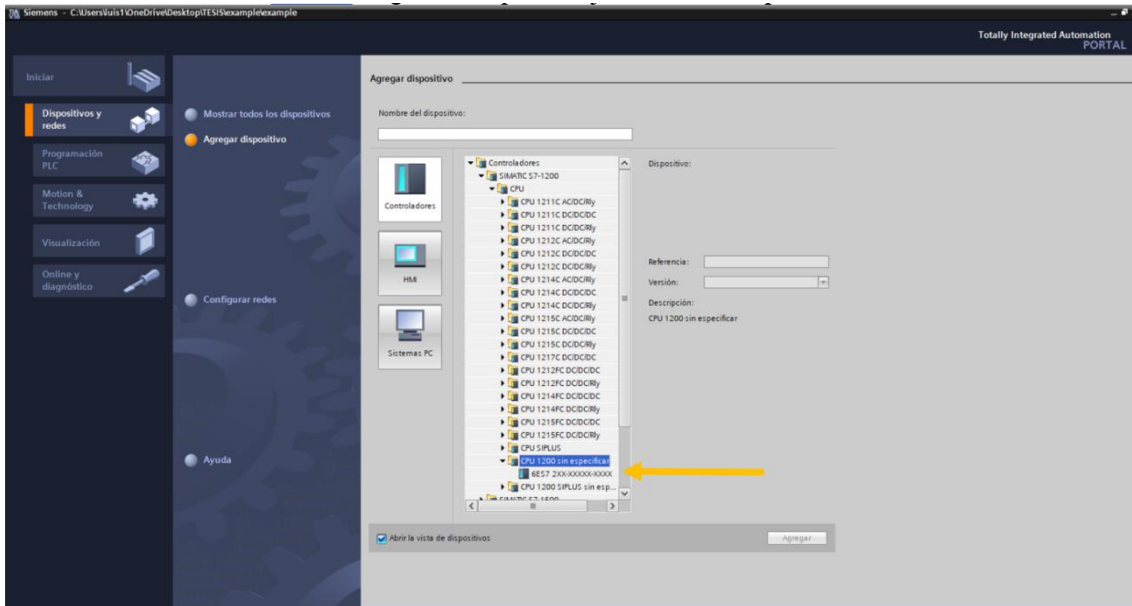 Siemens - C:\Users\luis1\OneDrive\Desktop\TESIS\example\example
Totally Integrated Automation
PORTAL
Iniciar
Dispositivos y
redes
Programación
PLC
Motion &
Technology
Visualización
Online y
diagnóstico
Mostrar todos los dispositivos
Agregar dispositivo
Configurar redes
Ayuda
Agregar dispositivo
Nombre del dispositivo:
Controladores
HMI
Sistemas PC
Controladores
SIMATIC S7-1200
CPU
CPU 1211C AC/DC/Rly
CPU 1211C DC/DC/DC
CPU 1211C DC/DC/Rly
CPU 1212C AC/DC/Rly
CPU 1212C DC/DC/DC
CPU 1212C DC/DC/Rly
CPU 1214C AC/DC/Rly
CPU 1214C DC/DC/DC
CPU 1214C DC/DC/Rly
CPU 1215C AC/DC/Rly
CPU 1215C DC/DC/DC
CPU 1215C DC/DC/Rly
CPU 1217C DC/DC/DC
CPU 1212FC DC/DC/DC
CPU 1212FC DC/DC/Rly
CPU 1214FC DC/DC/DC
CPU 1214FC DC/DC/Rly
CPU 1215FC DC/DC/DC
CPU 1215FC DC/DC/Rly
CPU SIPLUS
CPU 1200 sin especificar
6ES7 2XX-XXXXX-XXXX
CPU 1200 SIPLUS sin esp...
SIMATIC S7-1500
Dispositivo:
Referencia:
Versión:
Descripción:
CPU 1200 sin especificar
Abrir la vista de dispositivos
Agregar